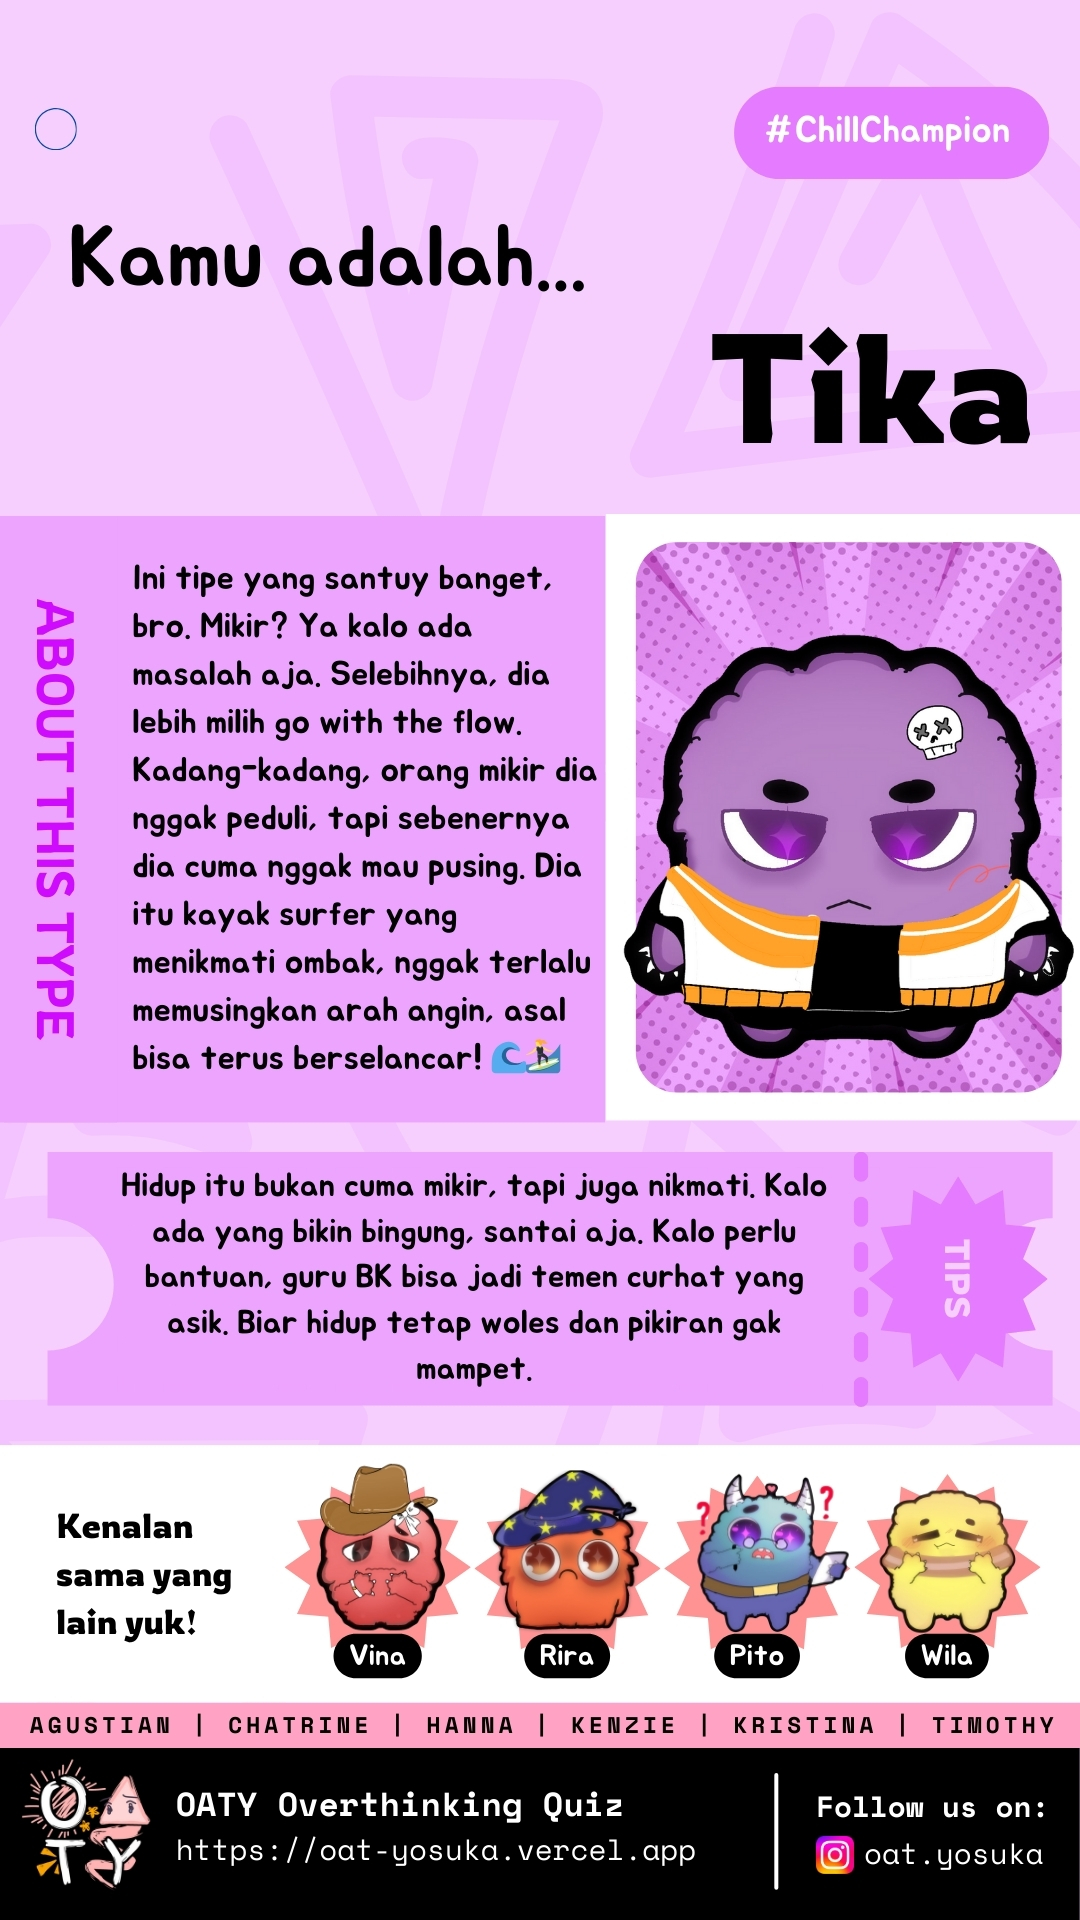 #ChillChampion
Kamu adalah...
Tika
ABOUT THIS TYPE
Ini tipe yang santuy banget,
bro. Mikir? Ya kalo ada
masalah aja. Selebihnya, dia
lebih milih go with the flow.
Kadang-kadang, orang mikir dia
nggak peduli, tapi sebenernya
dia cuma nggak mau pusing. Dia
itu kayak surfer yang
menikmati ombak, nggak terlalu
memusingkan arah angin, asal
bisa terus berselancar! 🌊🏄
Hidup itu bukan cuma mikir, tapi juga nikmati. Kalo
ada yang bikin bingung, santai aja. Kalo perlu
bantuan, guru BK bisa jadi temen curhat yang
asik. Biar hidup tetap woles dan pikiran gak
mampet.
TIPS
Kenalan
sama yang
lain yuk!
? ?
Vina
Rira
Pito
Wila
AGUSTIAN | CHATRINE | HANNA | KENZIE | KRISTINA | TIMOTHY
OATY
OATY Overthinking Quiz
https://oat-yosuka.vercel.app
Follow us on:
oat.yosuka